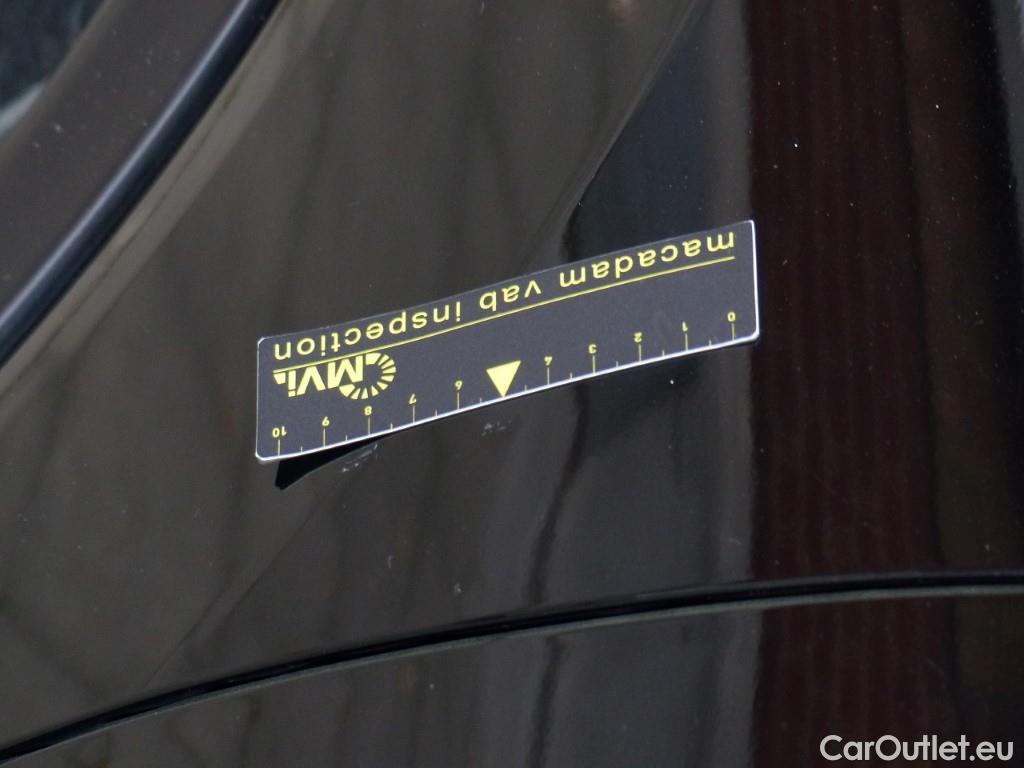 macadam vab inspection
MVi
0 1 2 3 4 6 7 8 9 10
CarOutlet.eu